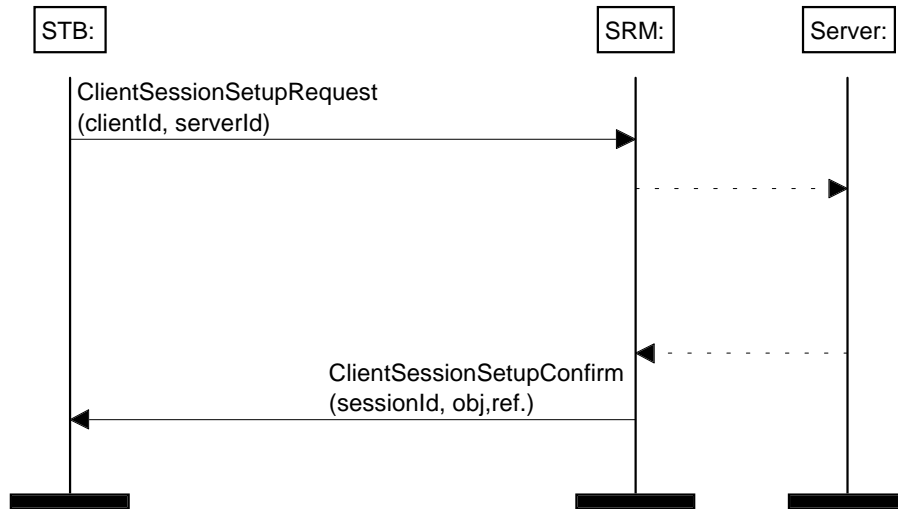 STB:
SRM:
Server:
ClientSessionSetupRequest
(clientId, serverId)
ClientSessionSetupConfirm
(sessionId, obj,ref.)